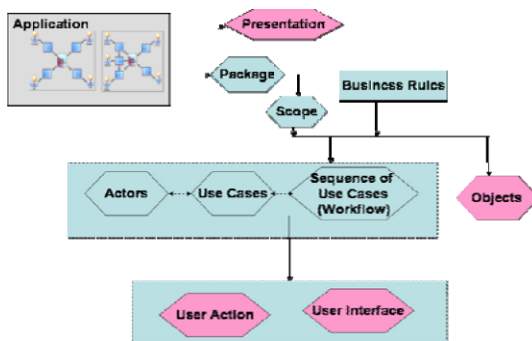 Application
Presentation
Package
Business Rules
Scope
Actors
Use Cases
Sequence of
Use Cases
(Workflow)
Objects
User Action
User Interface